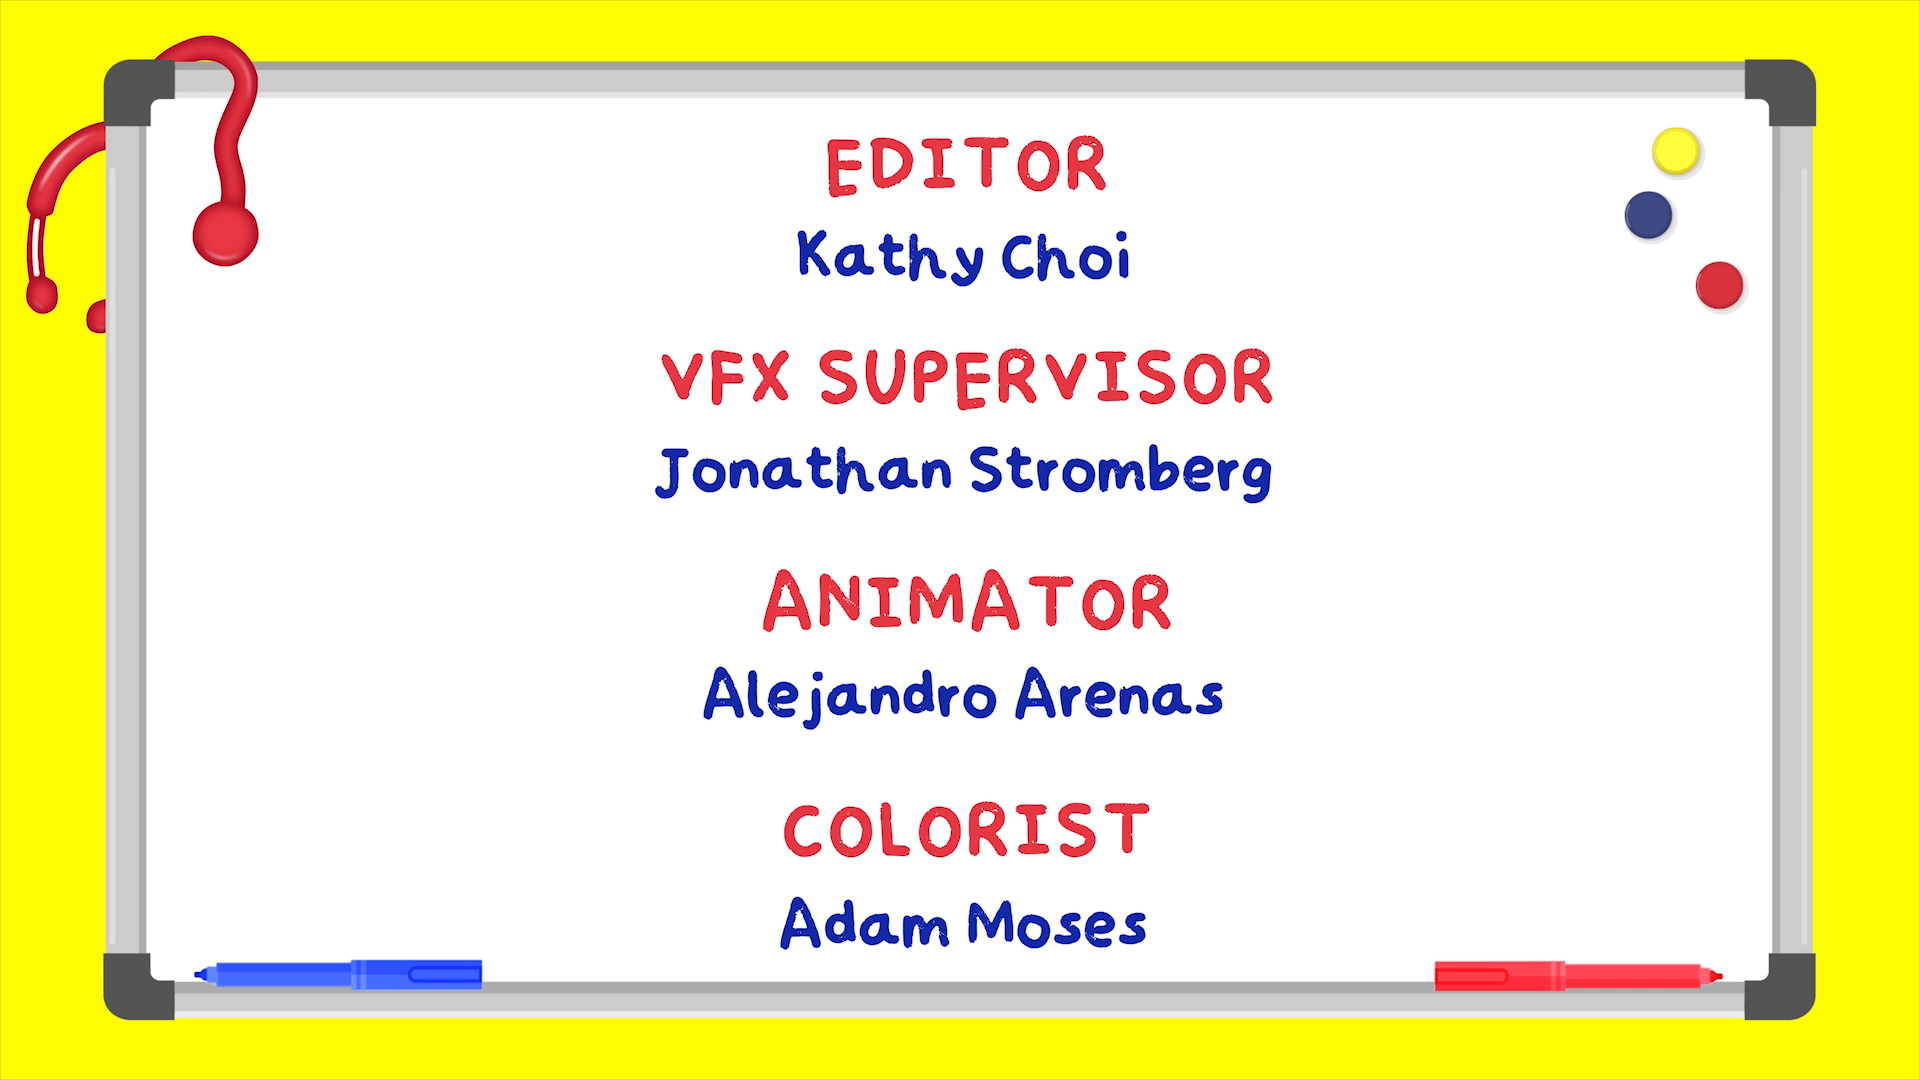 EDITOR
Kathy Choi
VFX SUPERVISOR
Jonathan Stromberg
ANIMATOR
Alejandro Arenas
COLORIST
Adam Moses